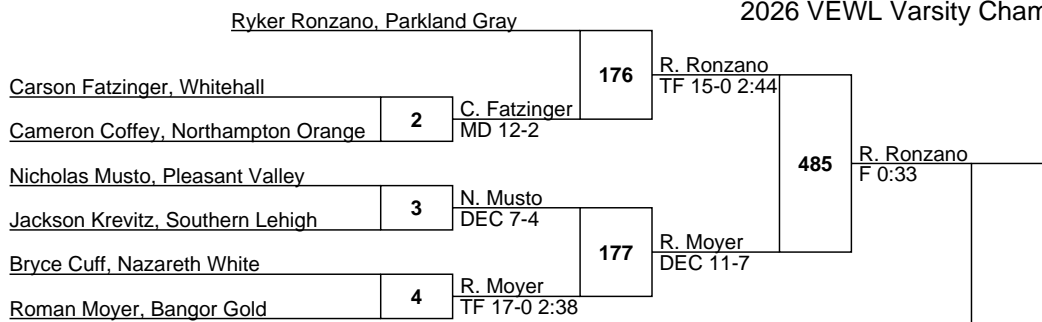 2026 VEWL Varsity Cham
Ryker Ronzano, Parkland Gray
176
R. Ronzano
TF 15-0 2:44
Carson Fatzinger, Whitehall
2
C. Fatzinger
MD 12-2
Cameron Coffey, Northampton Orange
485
R. Ronzano
F 0:33
Nicholas Musto, Pleasant Valley
3
N. Musto
DEC 7-4
Jackson Krevitz, Southern Lehigh
177
R. Moyer
DEC 11-7
Bryce Cuff, Nazareth White
4
R. Moyer
TF 17-0 2:38
Roman Moyer, Bangor Gold